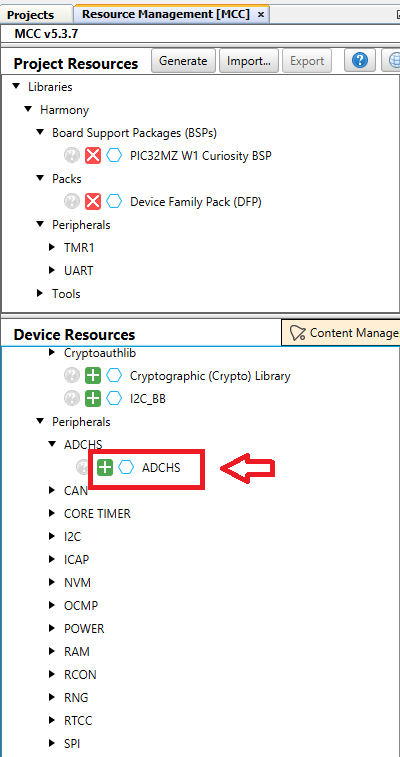 Projects Resource Management [MCC] ×
MCC v5.3.7
Project Resources Generate Import... Export ?
Libraries
Harmony
Board Support Packages (BSPs)
? PIC32MZ W1 Curiosity BSP
Packs
? Device Family Pack (DFP)
Peripherals
TMR1
UART
Tools
Device Resources Content Manage
Cryptoauthlib
? Cryptographic (Crypto) Library
? I2C_BB
Peripherals
ADCHS
? ADCHS
CAN
CORE TIMER
I2C
ICAP
NVM
OCMP
POWER
RAM
RCON
RNG
RTCC
SPI